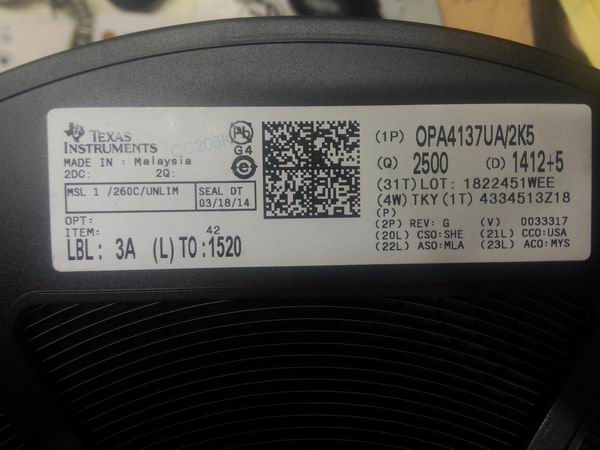 TEXAS
INSTRUMENTS
MADE IN : Malaysia
2DC: 2Q:
MSL 1 /260C/UNLIM
SEAL DT
03/18/14
OPT:
ITEM: 42
LBL: 3A (L)TO:1520
Pb
G4
e
(1P) OPA4137UA/2K5
(Q) 2500 (D) 1412+5
(31T) LOT: 1822451WEE
(4W) TKY (1T) 4334513Z18
(P)
(2P) REV: G (V) 0033317
(20L) CSO:SHE (21L) CCO:USA
(22L) ASO:MLA (23L) ACO:MYS